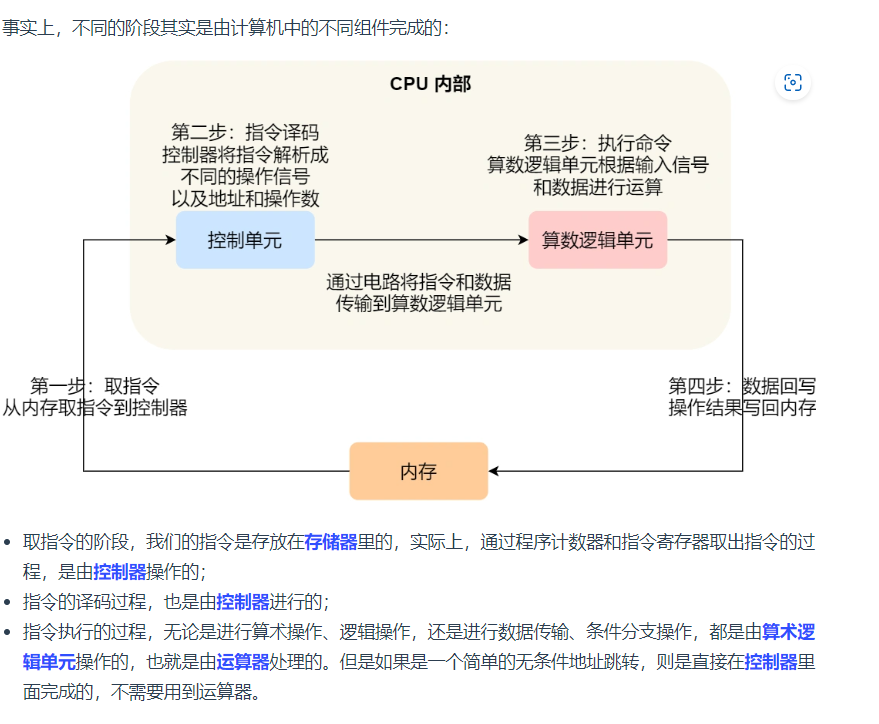 事实上，不同的阶段其实是由计算机中的不同组件完成的：
CPU 内部
第二步：指令译码
控制器将指令解析成
不同的操作信号
以及地址和操作数
第三步：执行命令
算数逻辑单元根据输入信号
和数据进行运算
控制单元
算数逻辑单元
通过电路将指令和数据
传输到算数逻辑单元
第一步：取指令
从内存取指令到控制器
第四步：数据回写
操作结果写回内存
内存
• 取指令的阶段，我们的指令是存放在存储器里的，实际上，通过程序计数器和指令寄存器取出指令的过
程，是由控制器操作的；
• 指令的译码过程，也是由控制器进行的；
• 指令执行的过程，无论是进行算术操作、逻辑操作，还是进行数据传输、条件分支操作，都是由算术逻
辑单元操作的，也就是由运算器处理的。但是如果是一个简单的无条件地址跳转，则是直接在控制器里
面完成的，不需要用到运算器。